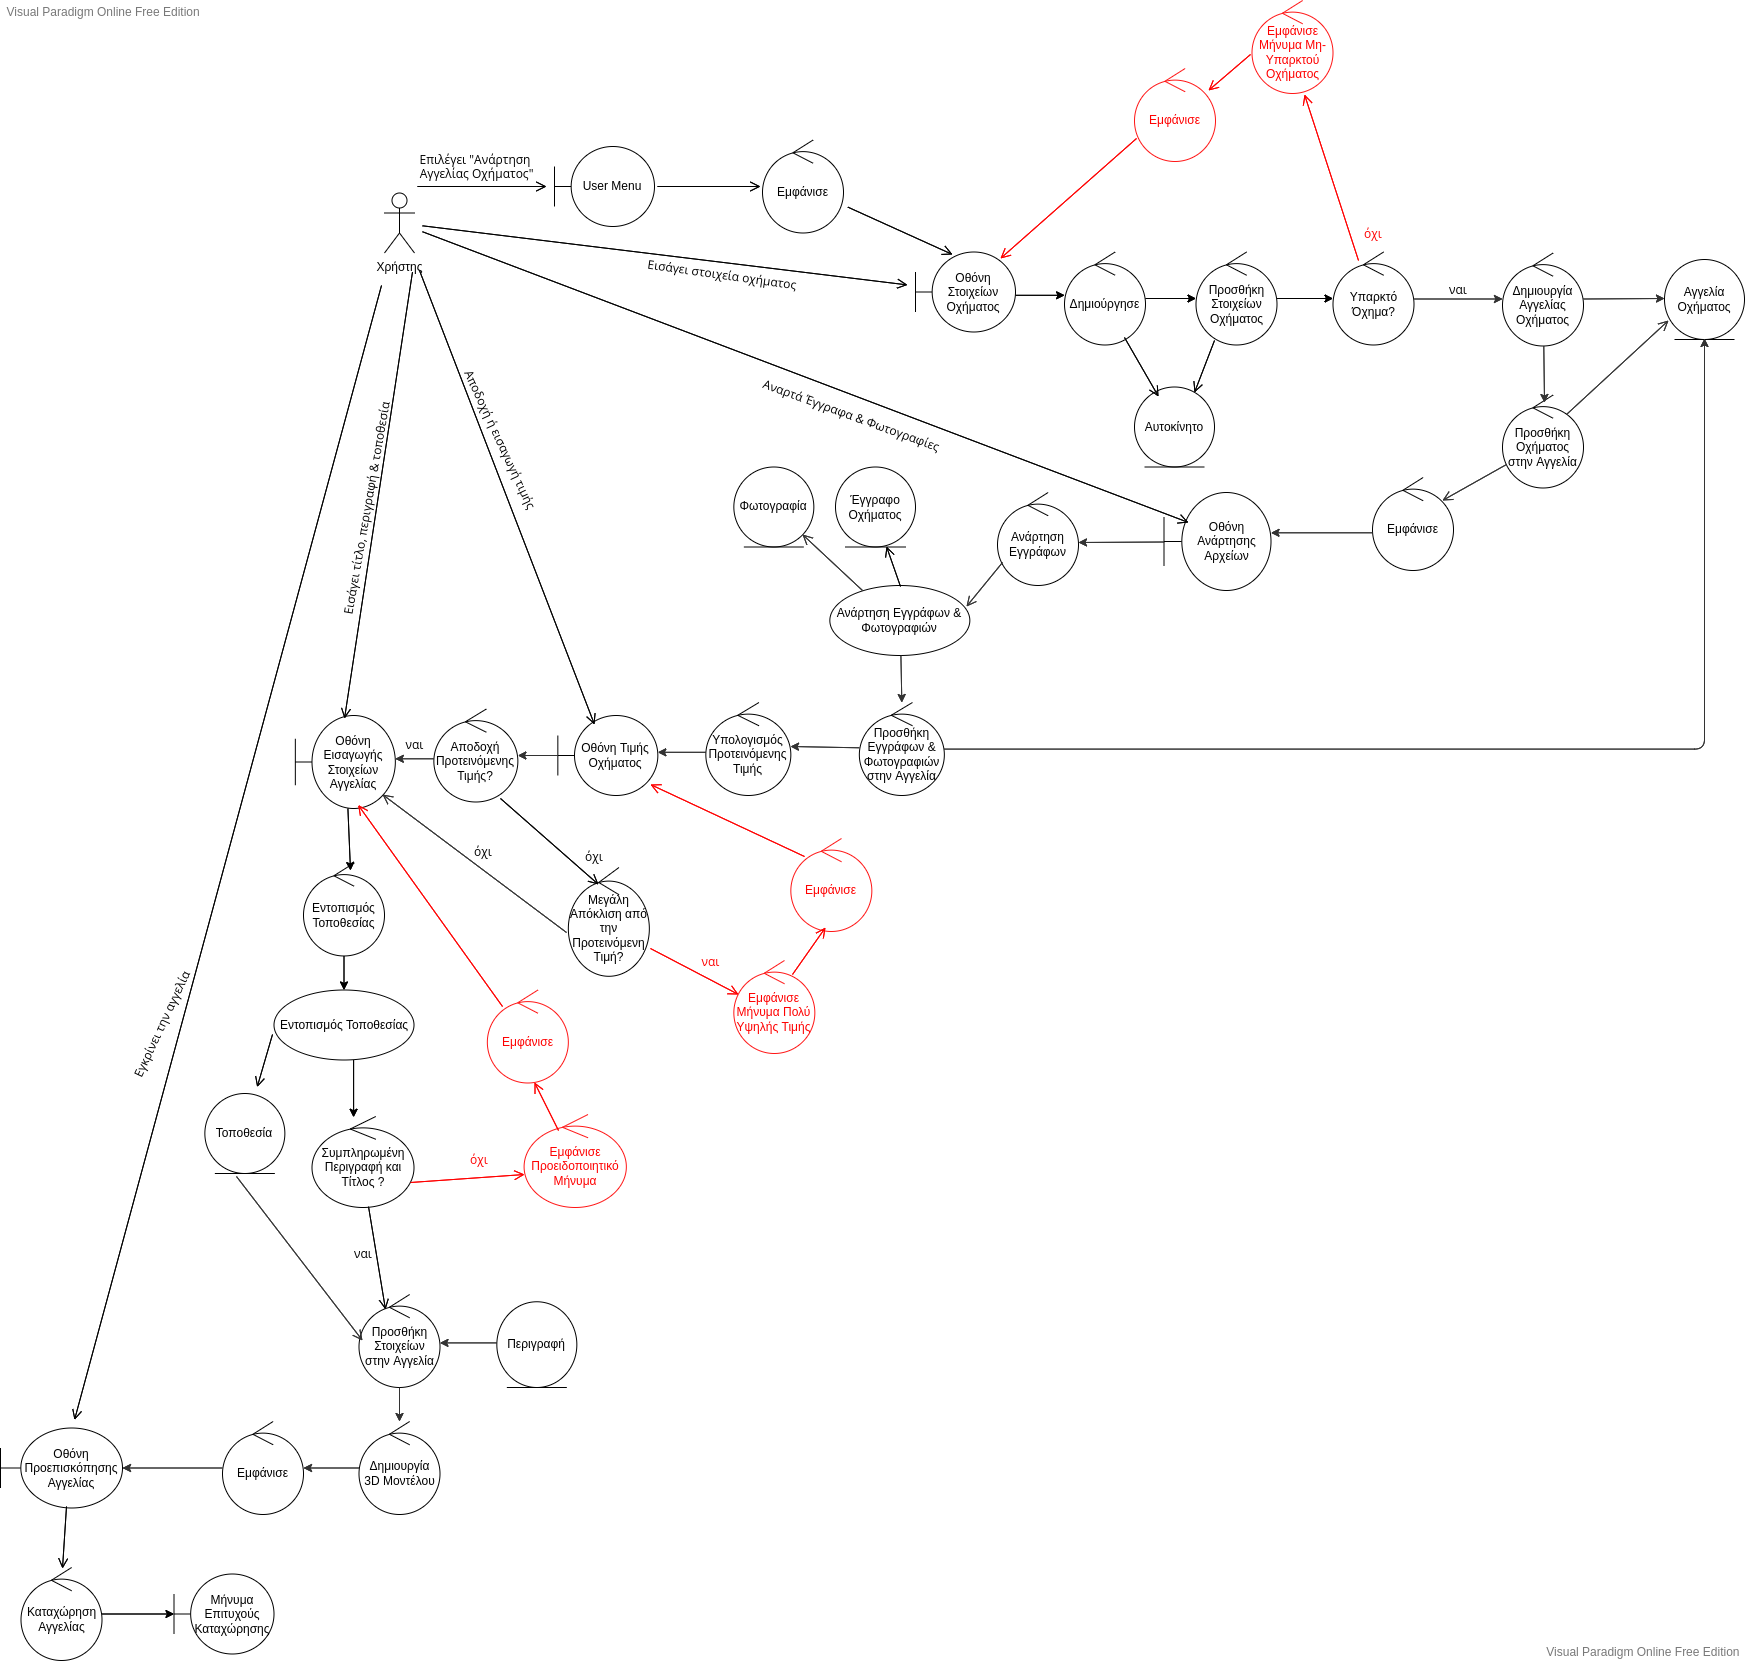 Visual Paradigm Online Free Edition
Εμφάνισε
Μήνυμα Μη-
Υπαρκτού
Οχήματος
Εμφάνισε
Επιλέγει "Ανάρτηση
Αγγελίας Οχήματος"
User Menu
Εμφάνισε
όχι
Χρήστης
Εισάγει στοιχεία οχήματος
Οθόνη
Στοιχείων
Οχήματος
Δημιούργησε
Προσθήκη
Στοιχείων
Οχήματος
Υπαρκτό
Όχημα?
ναι
Δημιουργία
Αγγελίας
Οχήματος
Αγγελία
Οχήματος
Αποδοχή ή εισαγωγή τιμής
Αναρτά Έγγραφα & Φωτογραφίες
Εισάγει τίτλο, περιγραφή & τοποθεσία
Αυτοκίνητο
Προσθήκη
Οχήματος
στην Αγγελία
Φωτογραφία
Έγγραφο
Οχήματος
Ανάρτηση
Εγγράφων
Οθόνη
Ανάρτησης
Αρχείων
Εμφάνισε
Ανάρτηση Εγγράφων &
Φωτογραφιών
Οθόνη
Εισαγωγής
Στοιχείων
Αγγελίας
ναι
Αποδοχή
Προτεινόμενης
Τιμής?
Οθόνη Τιμής
Οχήματος
Υπολογισμός
Προτεινόμενης
Τιμής
Προσθήκη
Εγγράφων &
Φωτογραφιών
στην Αγγελία
όχι
όχι
Εμφάνισε
Εντοπισμός
Τοποθεσίας
Μεγάλη
Απόκλιση από
την
Προτεινόμενη
Τιμή?
ναι
Εμφάνισε
Μήνυμα Πολύ
Υψηλής Τιμής
Εγκρίνει την αγγελία
Εντοπισμός Τοποθεσίας
Εμφάνισε
Τοποθεσία
Συμπληρωμένη
Περιγραφή και
Τίτλος ?
όχι
Εμφάνισε
Προειδοποιητικό
Μήνυμα
ναι
Προσθήκη
Στοιχείων
στην Αγγελία
Περιγραφή
Οθόνη
Προεπισκόπησης
Αγγελίας
Εμφάνισε
Δημιουργία
3D Μοντέλου
Καταχώρηση
Αγγελίας
Μήνυμα
Επιτυχούς
Καταχώρησης
Visual Paradigm Online Free Edition